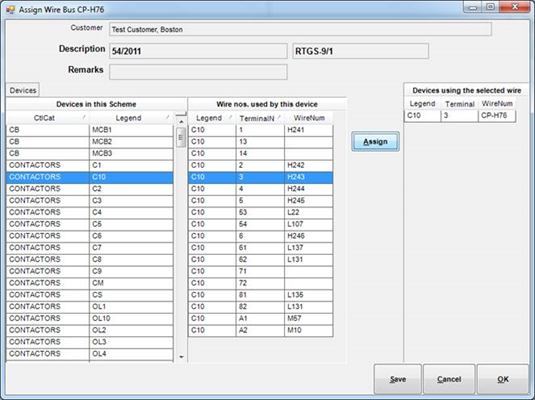 Assign Wire Bus CP-H76
Customer Test Customer, Boston
Description 54/2011 RTGS-9/1
Remarks
Devices
Devices in this Scheme
CtlCat Legend
CB MCB1
CB MCB2
CB MCB3
CONTACTORS C1
CONTACTORS C10
CONTACTORS C2
CONTACTORS C3
CONTACTORS C4
CONTACTORS C5
CONTACTORS C6
CONTACTORS C7
CONTACTORS C8
CONTACTORS C9
CONTACTORS CM
CONTACTORS CS
CONTACTORS OL1
CONTACTORS OL10
CONTACTORS OL2
CONTACTORS OL3
CONTACTORS OL4
Wire nos. used by this device
Legend TerminalN WireNum
C10 1 H241
C10 13
C10 14
C10 2 H242
C10 3 H243
C10 4 H244
C10 5 H245
C10 53 L22
C10 54 L107
C10 6 H246
C10 61 L137
C10 62 L131
C10 71
C10 72
C10 81 L135
C10 82 L131
C10 A1 M57
C10 A2 M10
Assign
Devices using the selected wire
Legend Terminal WireNum
C10 3 CP-H76
Save Cancel OK